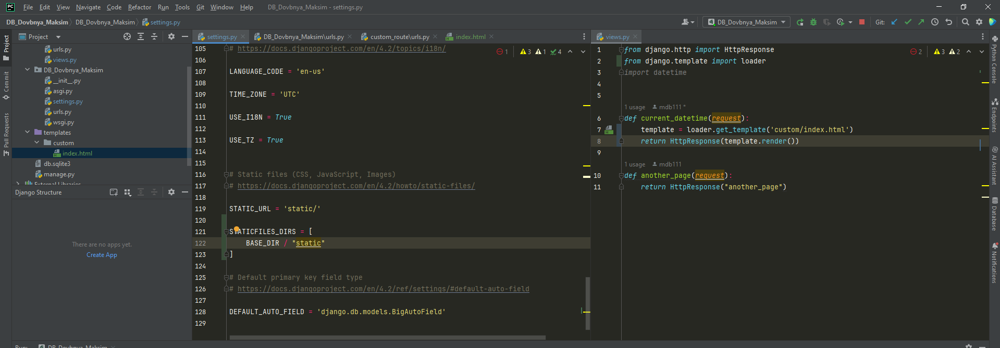 File Edit View Navigate Code Refactor Run Tools Git Window Help DB_Dovbnya_Maksim - settings.py
DB_Dovbnya_Maksim DB_Dovbnya_Maksim settings.py
DB_Dovbnya_Maksim Git:
Project
Commit
Pull Requests
Project
urls.py
views.py
DB_Dovbnya_Maksim
__init__.py
asgi.py
settings.py
urls.py
wsgi.py
templates
custom
index.html
db.sqlite3
manage.py
External Libraries
Django Structure
There are no apps yet.
Create App
settings.py DB_Dovbnya_Maksim\urls.py custom_route\urls.py index.html
1 3 1 4
105 # https://docs.djangoproject.com/en/4.2/topics/i18n/
106
107 LANGUAGE_CODE = 'en-us'
108
109 TIME_ZONE = 'UTC'
110
111 USE_I18N = True
112
113 USE_TZ = True
114
115
116 # Static files (CSS, JavaScript, Images)
117 # https://docs.djangoproject.com/en/4.2/howto/static-files/
118
119 STATIC_URL = 'static/'
120
121 STATICFILES_DIRS = [
122 BASE_DIR / "static"
123 ]
124
125 # Default primary key field type
126 # https://docs.djangoproject.com/en/4.2/ref/settings/#default-auto-field
127
128 DEFAULT_AUTO_FIELD = 'django.db.models.BigAutoField'
129
views.py
2 3 2
1 from django.http import HttpResponse
2 from django.template import loader
3 import datetime
4
5
1 usage mdb111 *
6 def current_datetime(request):
7 template = loader.get_template('custom/index.html')
8 return HttpResponse(template.render())
9
1 usage mdb111
10 def another_page(request):
11 return HttpResponse("another_page")
Python Console
Endpoints
AI Assistant
Database
Notifications
Run: DB_Dovbnya_Maksim